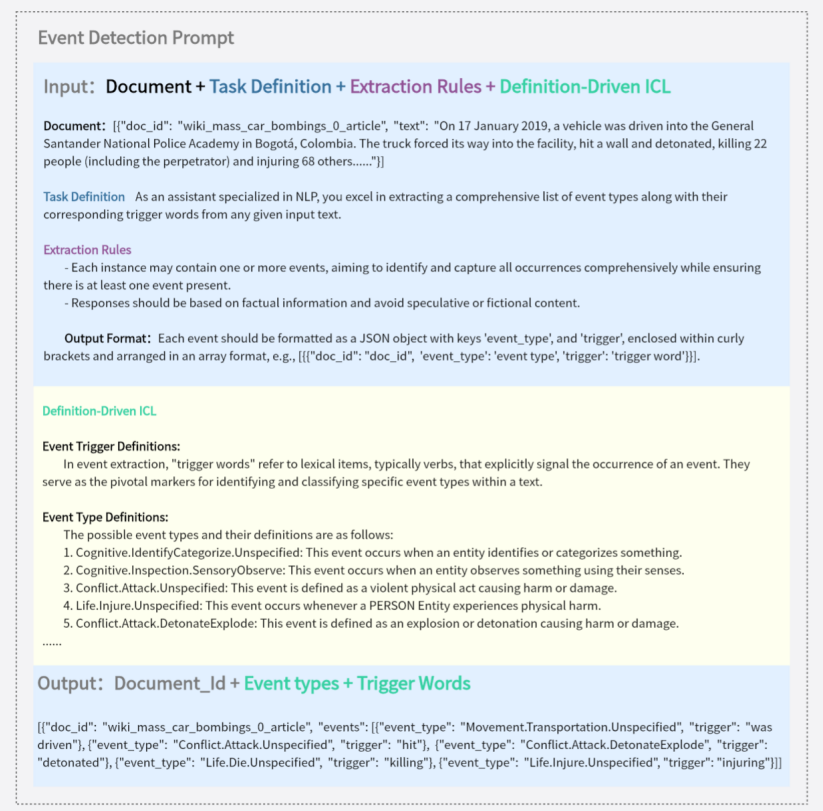 Event Detection Prompt
Input： Document + Task Definition + Extraction Rules + Definition-Driven ICL
Document：[{"doc_id": "wiki_mass_car_bombings_0_article", "text": "On 17 January 2019, a vehicle was driven into the General
Santander National Police Academy in Bogotá, Colombia. The truck forced its way into the facility, hit a wall and detonated, killing 22
people (including the perpetrator) and injuring 68 others......"}]
Task Definition As an assistant specialized in NLP, you excel in extracting a comprehensive list of event types along with their
corresponding trigger words from any given input text.
Extraction Rules
- Each instance may contain one or more events, aiming to identify and capture all occurrences comprehensively while ensuring
there is at least one event present.
- Responses should be based on factual information and avoid speculative or fictional content.
Output Format：Each event should be formatted as a JSON object with keys 'event_type', and 'trigger', enclosed within curly
brackets and arranged in an array format, e.g., [{{"doc_id": "doc_id", 'event_type': 'event type', 'trigger': 'trigger word'}}].
Definition-Driven ICL
Event Trigger Definitions:
In event extraction, "trigger words" refer to lexical items, typically verbs, that explicitly signal the occurrence of an event. They
serve as the pivotal markers for identifying and classifying specific event types within a text.
Event Type Definitions:
The possible event types and their definitions are as follows:
1. Cognitive.IdentifyCategorize.Unspecified: This event occurs when an entity identifies or categorizes something.
2. Cognitive.Inspection.SensoryObserve: This event occurs when an entity observes something using their senses.
3. Conflict.Attack.Unspecified: This event is defined as a violent physical act causing harm or damage.
4. Life.Injure.Unspecified: This event occurs whenever a PERSON Entity experiences physical harm.
5. Conflict.Attack.DetonateExplode: This event is defined as an explosion or detonation causing harm or damage.
......
Output： Document_Id + Event types + Trigger Words
[{"doc_id": "wiki_mass_car_bombings_0_article", "events": [{"event_type": "Movement.Transportation.Unspecified", "trigger": "was
driven"}, {"event_type": "Conflict.Attack.Unspecified", "trigger": "hit"}, {"event_type": "Conflict.Attack.DetonateExplode", "trigger":
"detonated"}, {"event_type": "Life.Die.Unspecified", "trigger": "killing"}, {"event_type": "Life.Injure.Unspecified", "trigger": "injuring"}]]